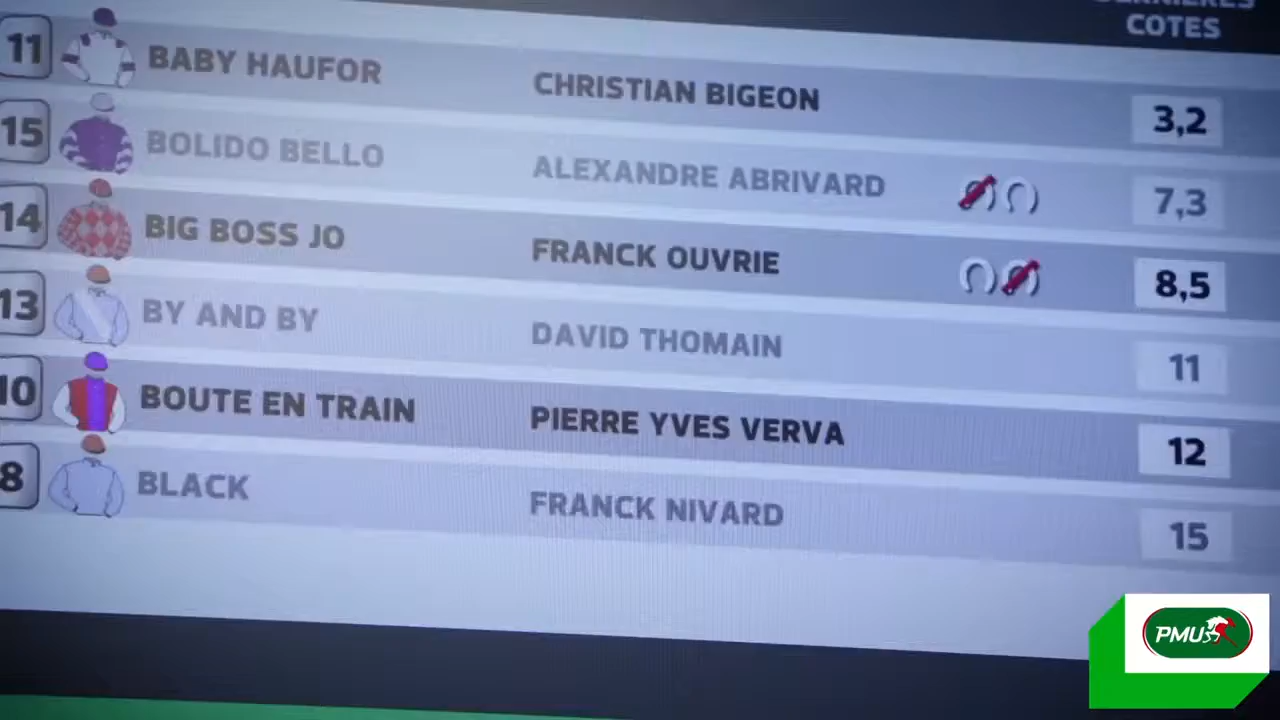 DERNIÈRES
COTES
11 BABY HAUFOR CHRISTIAN BIGEON 3,2
15 BOLIDO BELLO ALEXANDRE ABRIVARD 7,3
14 BIG BOSS JO FRANCK OUVRIE 8,5
13 BY AND BY DAVID THOMAIN 11
10 BOUTE EN TRAIN PIERRE YVES VERVA 12
8 BLACK FRANCK NIVARD 15
PMU